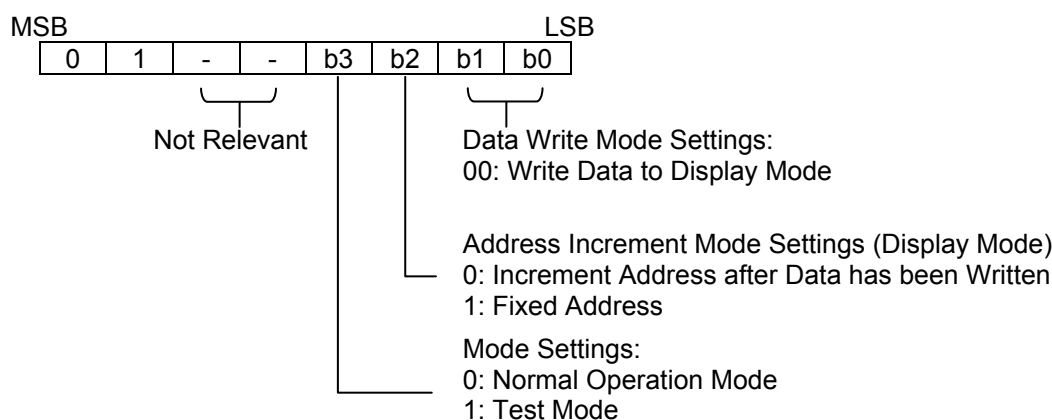 MSB LSB
0 1 - - b3 b2 b1 b0
Not Relevant
Data Write Mode Settings:
00: Write Data to Display Mode
Address Increment Mode Settings (Display Mode)
0: Increment Address after Data has been Written
1: Fixed Address
Mode Settings:
0: Normal Operation Mode
1: Test Mode